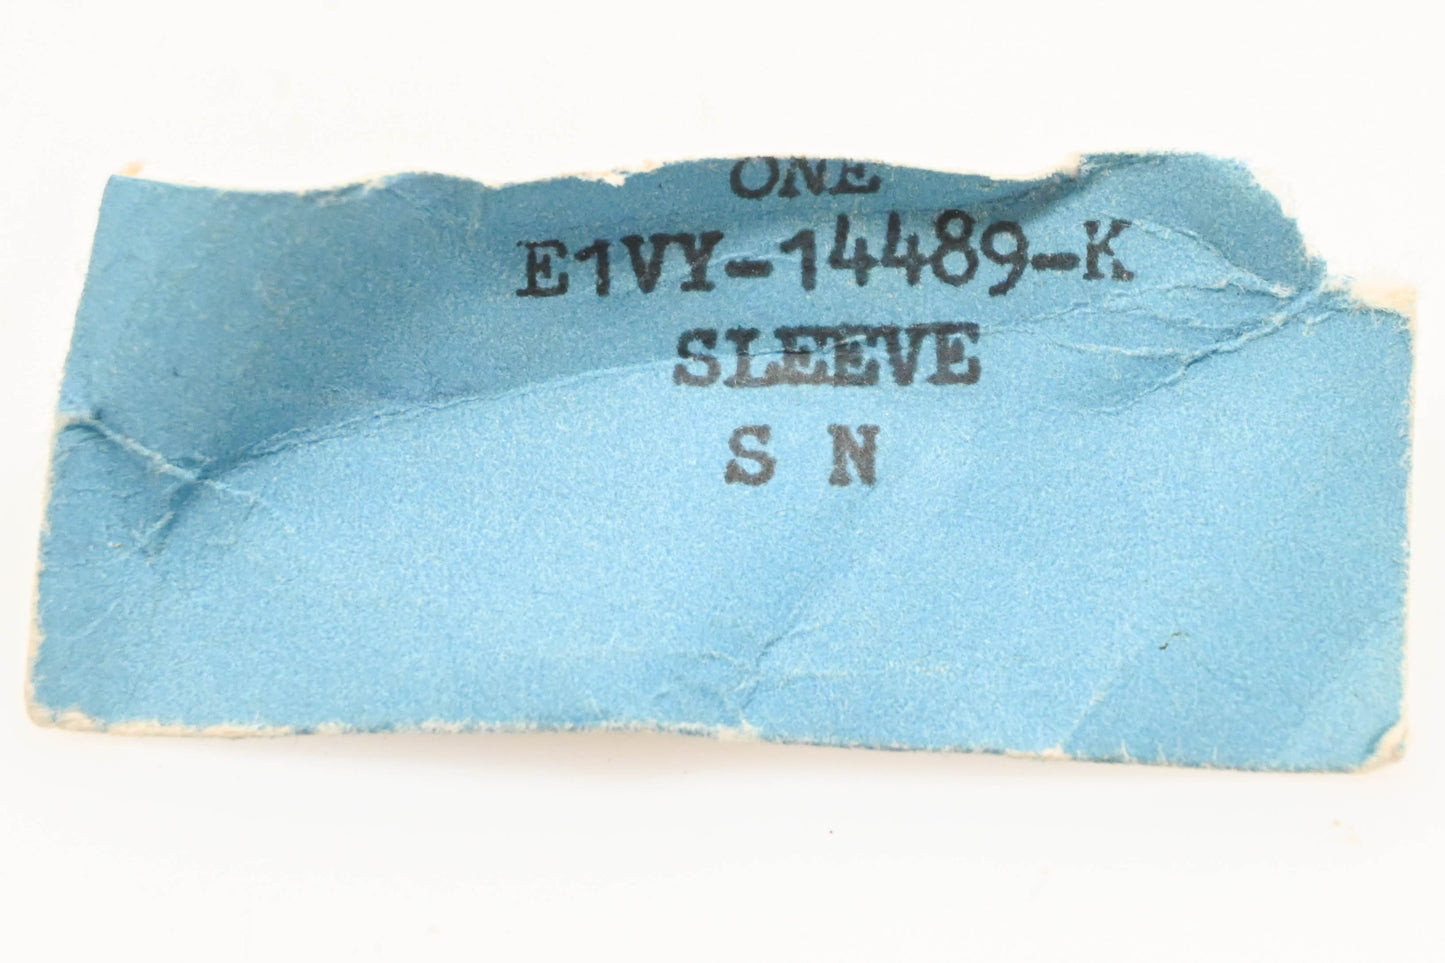 ONE
E1VY-14489-K
SLEEVE
S N